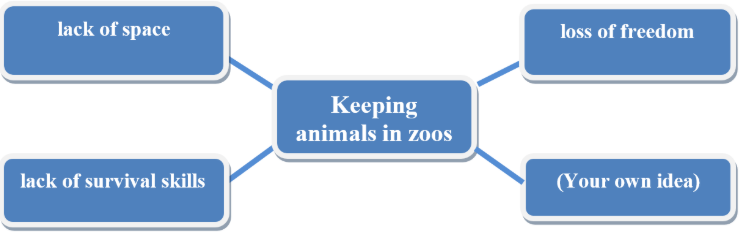 lack of space
loss of freedom
Keeping
animals in zoos
lack of survival skills
(Your own idea)